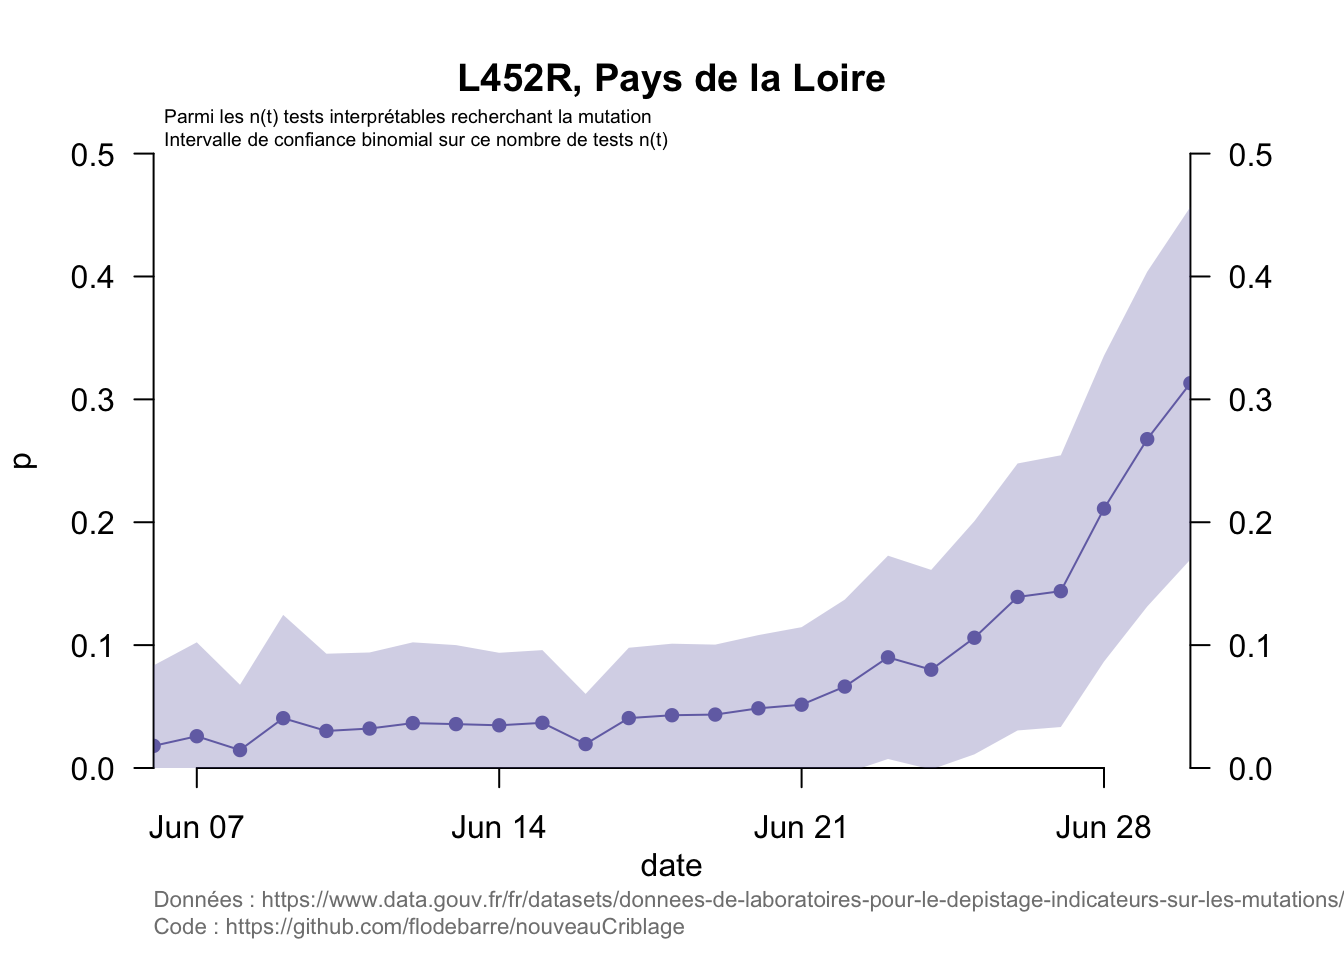 L452R, Pays de la Loire
Parmi les n(t) tests interprétables recherchant la mutation
Intervalle de confiance binomial sur ce nombre de tests n(t)
0.5
0.4
0.3
0.2
0.1
0.0
p
0.5
0.4
0.3
0.2
0.1
0.0
Jun 07 Jun 14 Jun 21 Jun 28
date
Données : https://www.data.gouv.fr/fr/datasets/donnees-de-laboratoires-pour-le-depistage-indicateurs-sur-les-mutations/
Code : https://github.com/flodebarre/nouveauCriblage